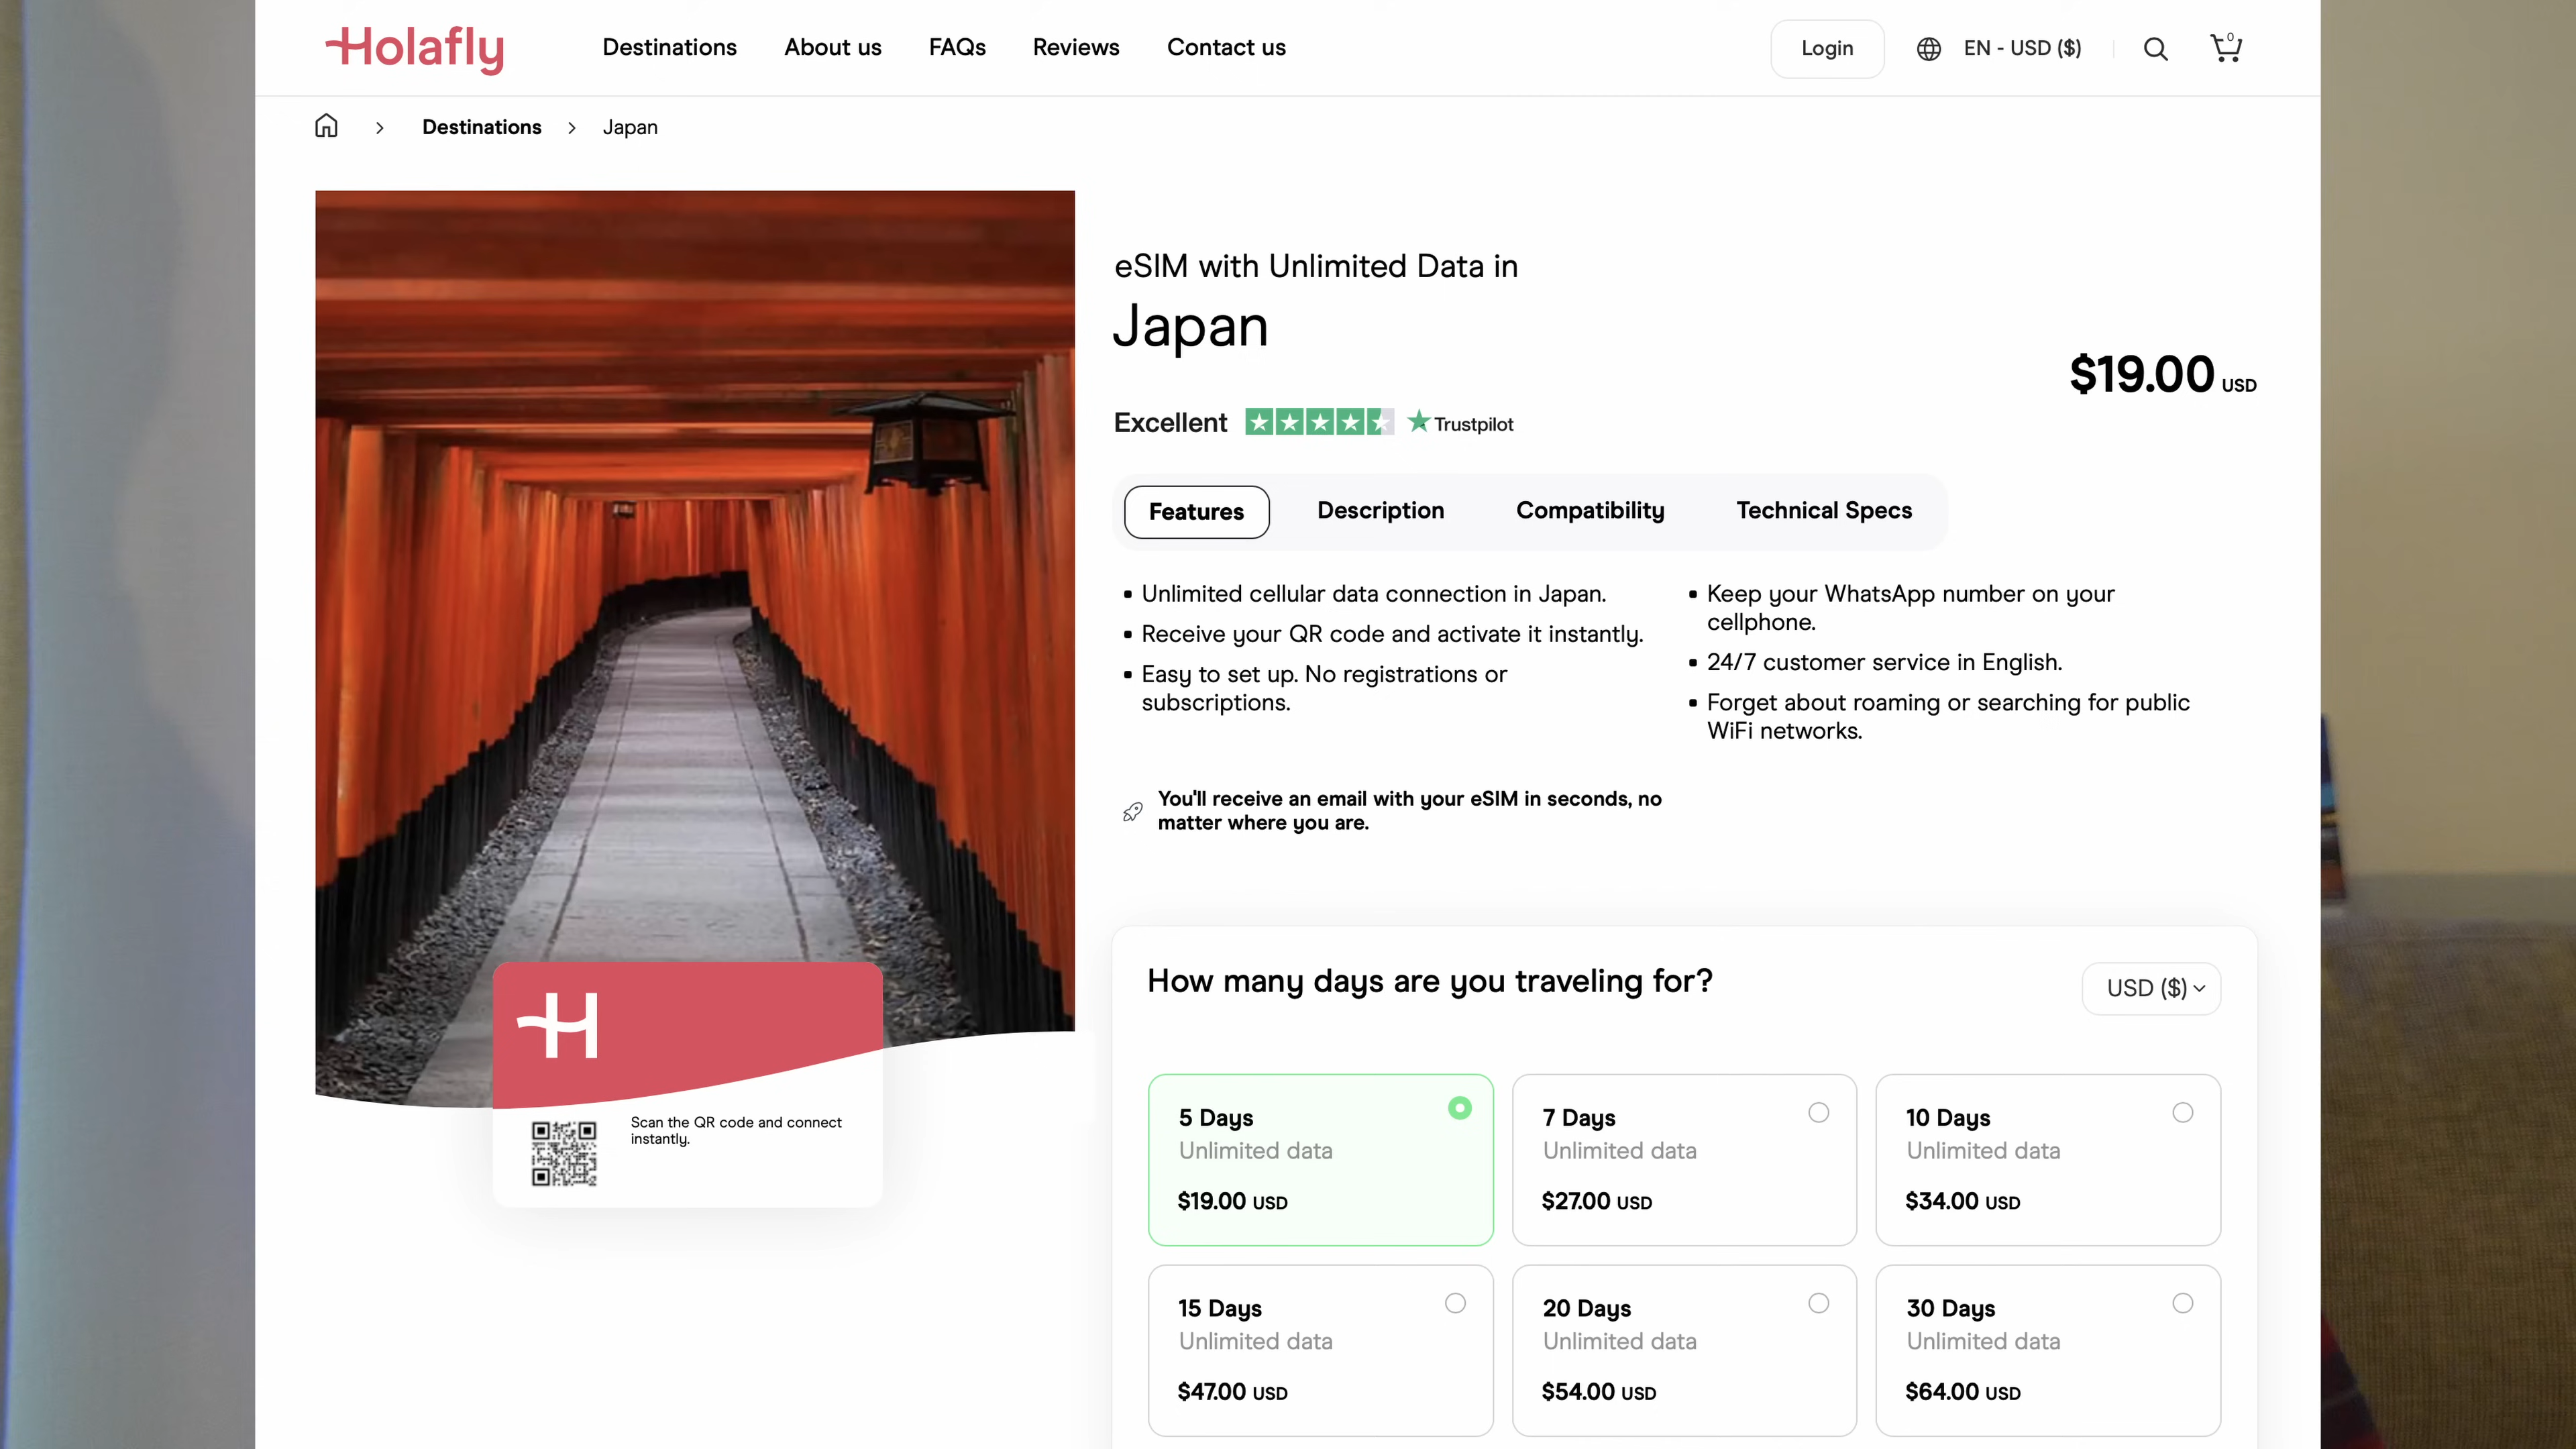 Holafly
Destinations
About us
FAQs
Reviews
Contact us
Login
EN - USD ($)
0
Destinations
Japan
eSIM with Unlimited Data in
Japan
$19.00 USD
Excellent
Trustpilot
Features
Description
Compatibility
Technical Specs
Unlimited cellular data connection in Japan.
Receive your QR code and activate it instantly.
Easy to set up. No registrations or
subscriptions.
Keep your WhatsApp number on your
cellphone.
24/7 customer service in English.
Forget about roaming or searching for public
WiFi networks.
You'll receive an email with your eSIM in seconds, no
matter where you are.
H
Scan the QR code and connect
instantly.
How many days are you traveling for?
USD ($)
5 Days
Unlimited data
$19.00 USD
7 Days
Unlimited data
$27.00 USD
10 Days
Unlimited data
$34.00 USD
15 Days
Unlimited data
$47.00 USD
20 Days
Unlimited data
$54.00 USD
30 Days
Unlimited data
$64.00 USD